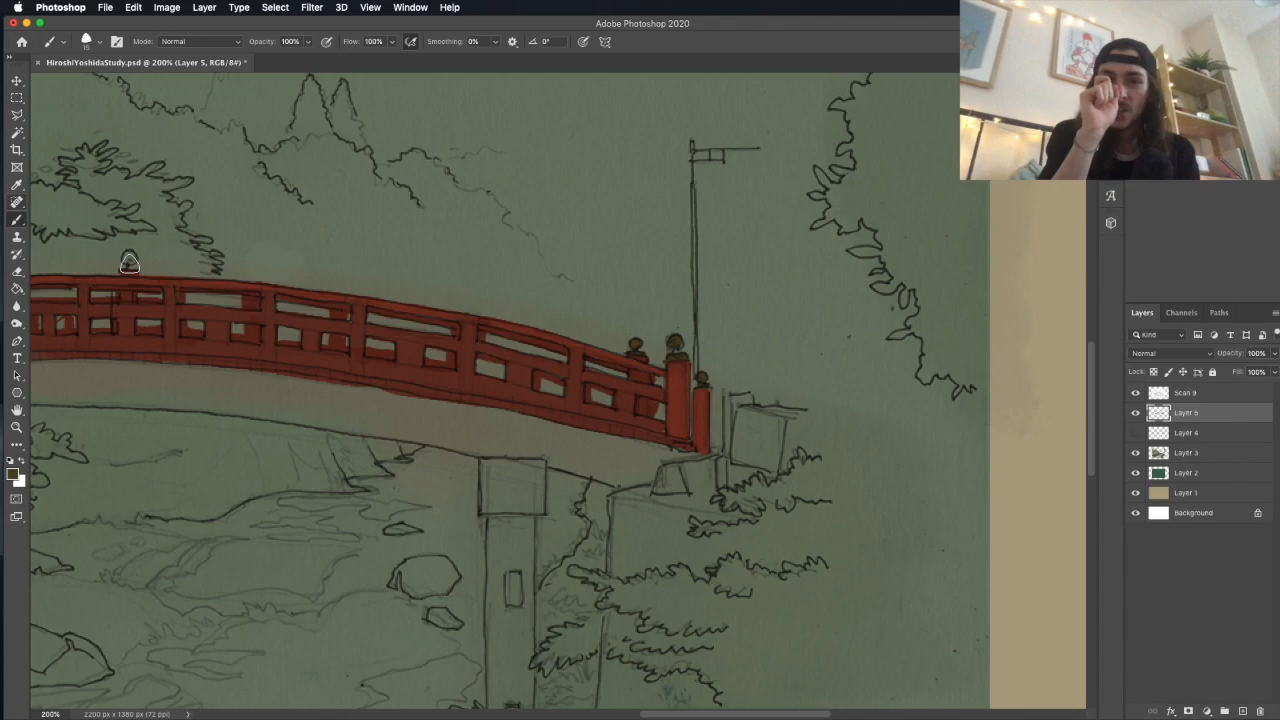 Photoshop File Edit Image Layer Type Select Filter 3D View Window Help
Adobe Photoshop 2020
15 Mode: Normal Opacity: 100% Flow: 100% Smoothing: 0% 0°
HiroshiYoshidaStudy.psd @ 200% (Layer 5, RGB/8#) *
Layers Channels Paths
Kind
Normal Opacity: 100%
Lock: Fill: 100%
Scan 9
Layer 5
Layer 4
Layer 3
Layer 2
Layer 1
Background
200% 2200 px x 1380 px (72 ppi)